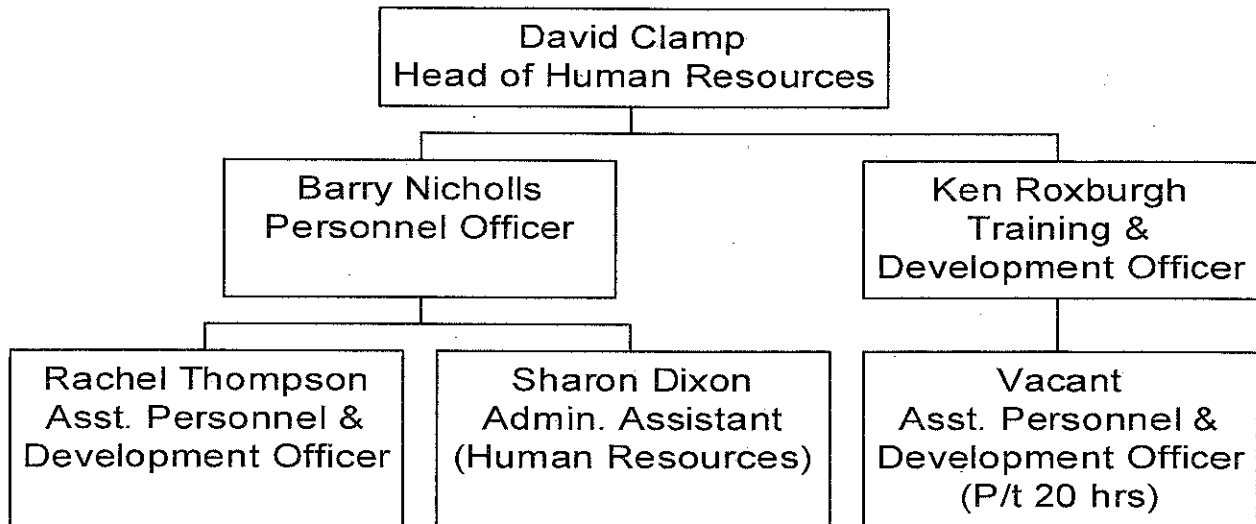 David Clamp
Head of Human Resources
Barry Nicholls
Personnel Officer
Ken Roxburgh
Training &
Development Officer
Rachel Thompson
Asst. Personnel &
Development Officer
Sharon Dixon
Admin. Assistant
(Human Resources)
Vacant
Asst. Personnel &
Development Officer
(P/t 20 hrs)